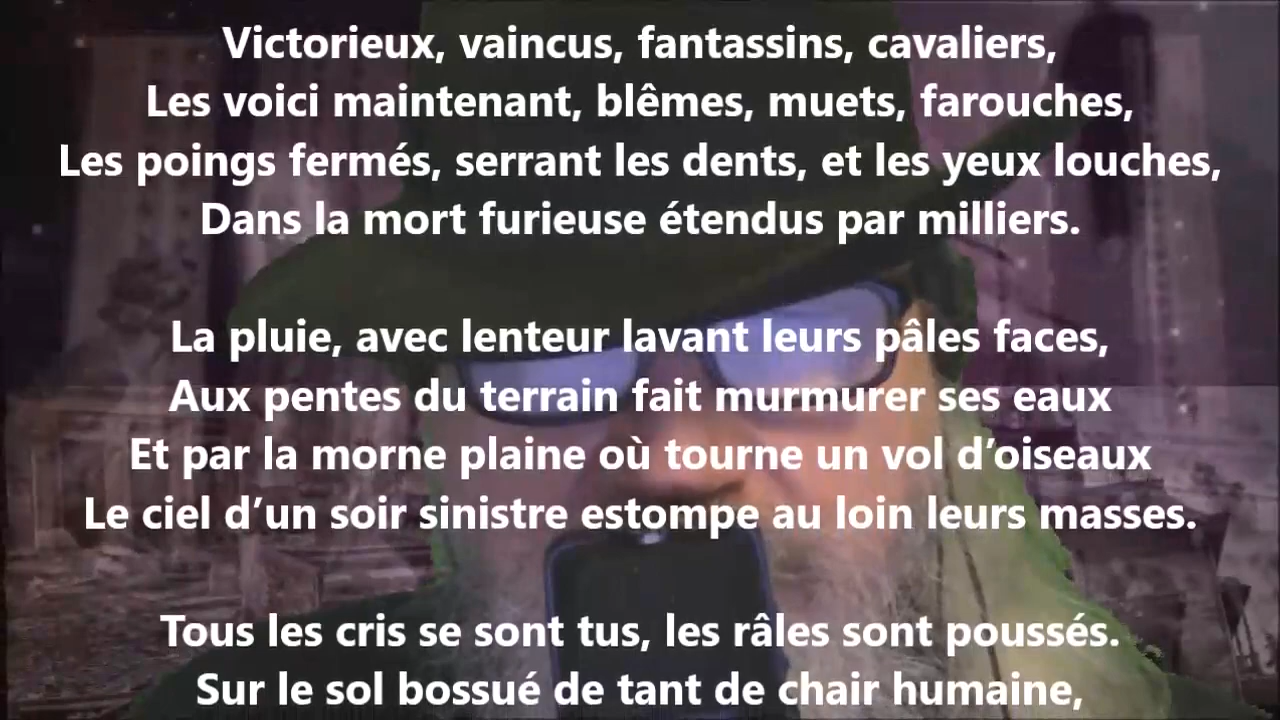 Victorieux, vaincus, fantassins, cavaliers,
Les voici maintenant, blêmes, muets, farouches,
Les poings fermés, serrant les dents, et les yeux louches,
Dans la mort furieuse étendus par milliers.
La pluie, avec lenteur lavant leurs pâles faces,
Aux pentes du terrain fait murmurer ses eaux
Et par la morne plaine où tourne un vol d’oiseaux
Le ciel d’un soir sinistre estompe au loin leurs masses.
Tous les cris se sont tus, les râles sont poussés.
Sur le sol bossué de tant de chair humaine,